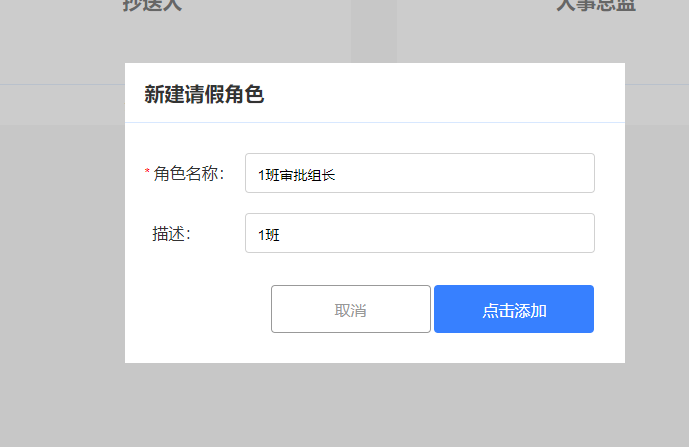 抄送人 人事总监
新建请假角色
* 角色名称： 1班审批组长
描述： 1班
取消 点击添加